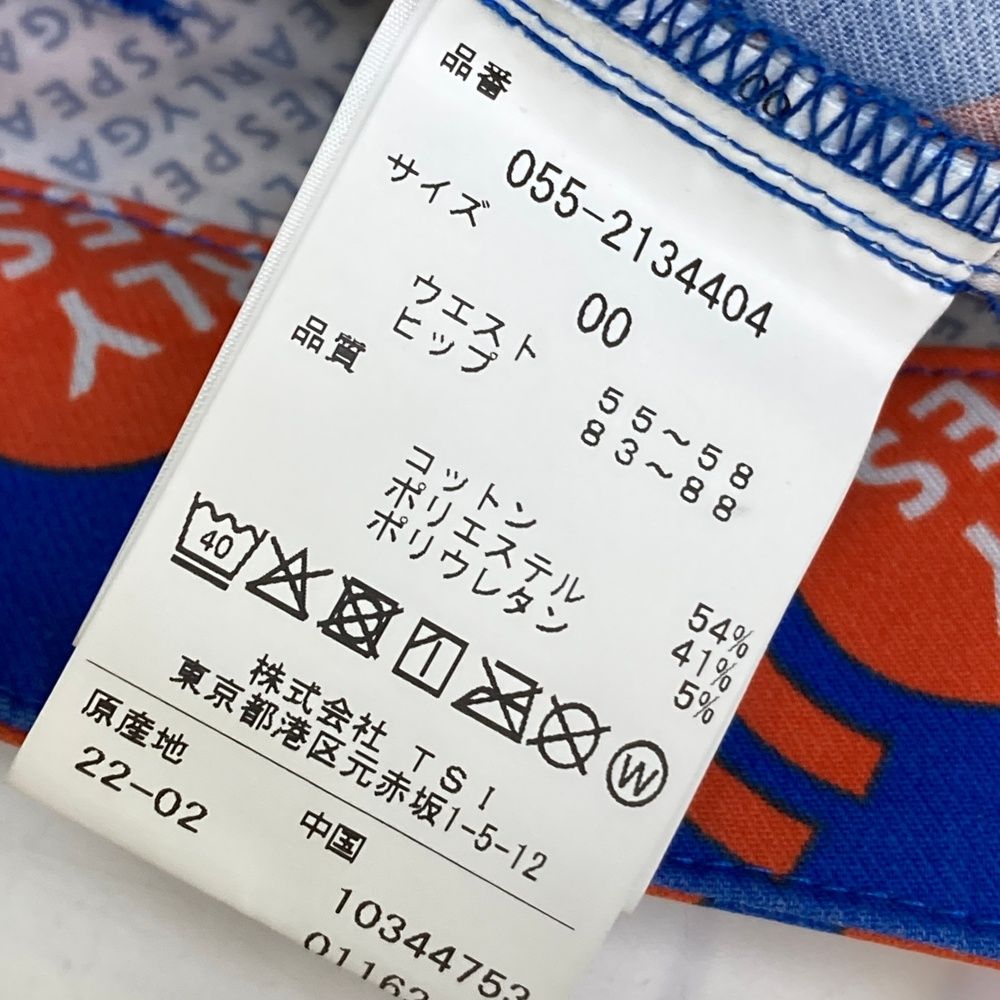 品番
055-2134404
サイズ
00
ウエスト 55〜58
ヒップ 83〜88
品質
コットン 54%
ポリエステル 41%
ポリウレタン 5%
40
W
株式会社 TSI
東京都港区元赤坂1-5-12
原産地 中国
22-02
10344753